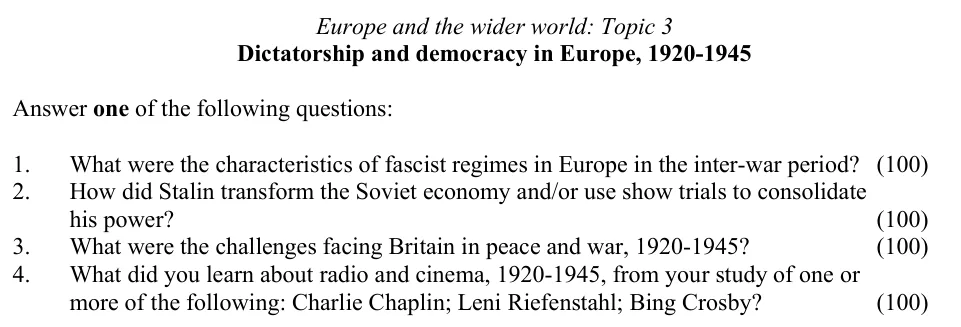 Europe and the wider world: Topic 3
Dictatorship and democracy in Europe, 1920-1945
Answer one of the following questions:
1. What were the characteristics of fascist regimes in Europe in the inter-war period? (100)
2. How did Stalin transform the Soviet economy and/or use show trials to consolidate
his power? (100)
3. What were the challenges facing Britain in peace and war, 1920-1945? (100)
4. What did you learn about radio and cinema, 1920-1945, from your study of one or
more of the following: Charlie Chaplin; Leni Riefenstahl; Bing Crosby? (100)